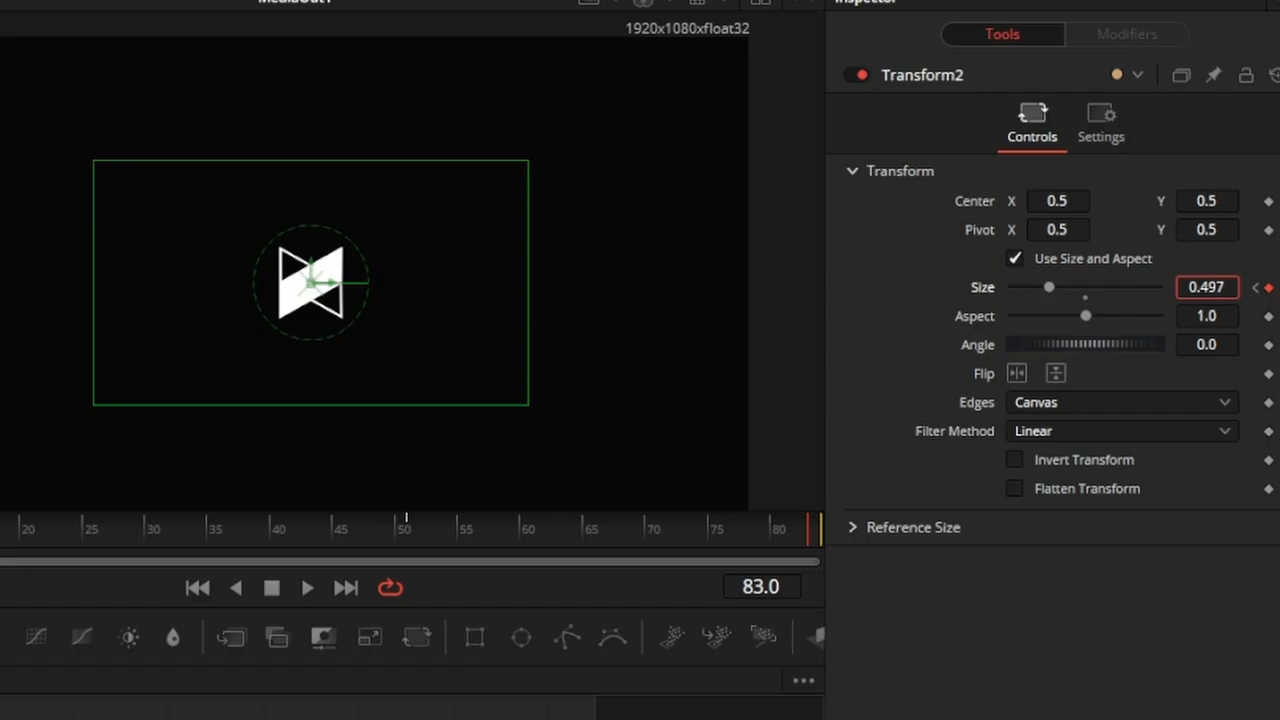 MediaOut1
Inspector
1920x1080xfloat32
Tools
Modifiers
Transform2
Controls
Settings
Transform
Center X 0.5 Y 0.5
Pivot X 0.5 Y 0.5
Use Size and Aspect
Size 0.497
Aspect 1.0
Angle 0.0
Flip
Edges Canvas
Filter Method Linear
Invert Transform
Flatten Transform
Reference Size
20 25 30 35 40 45 50 55 60 65 70 75 80
83.0